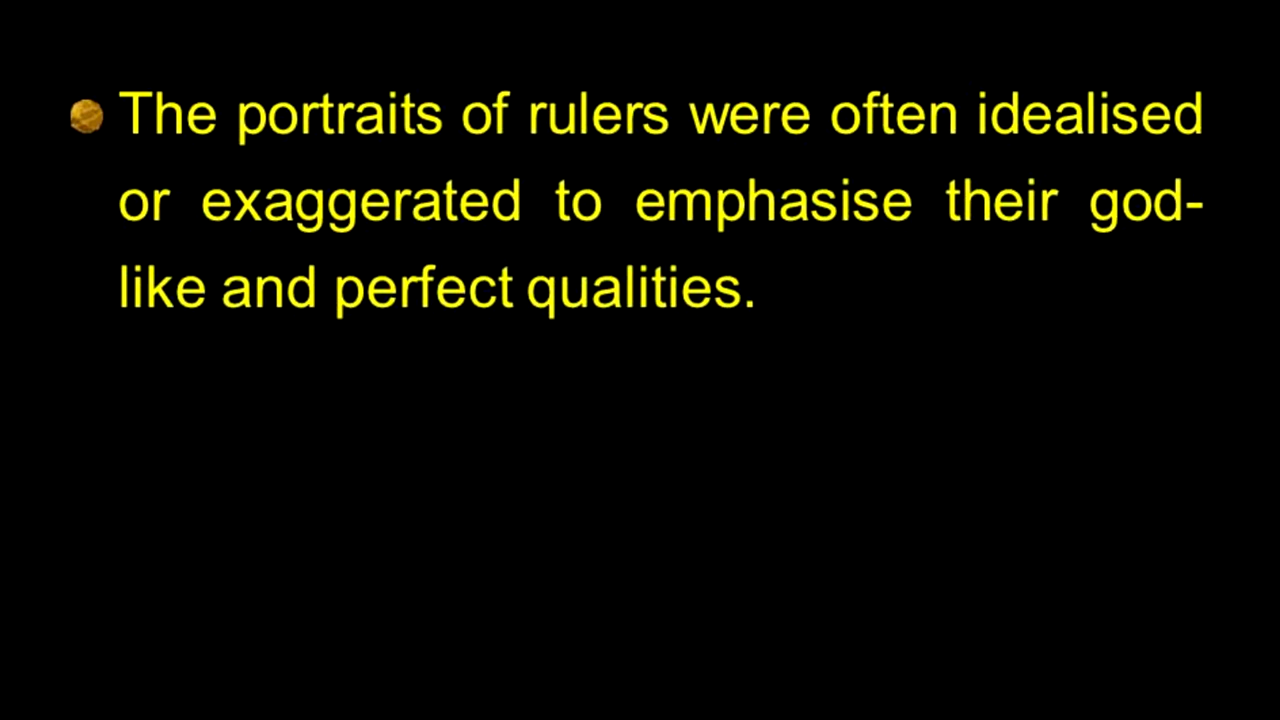 The portraits of rulers were often idealised
or exaggerated to emphasise their god-
like and perfect qualities.